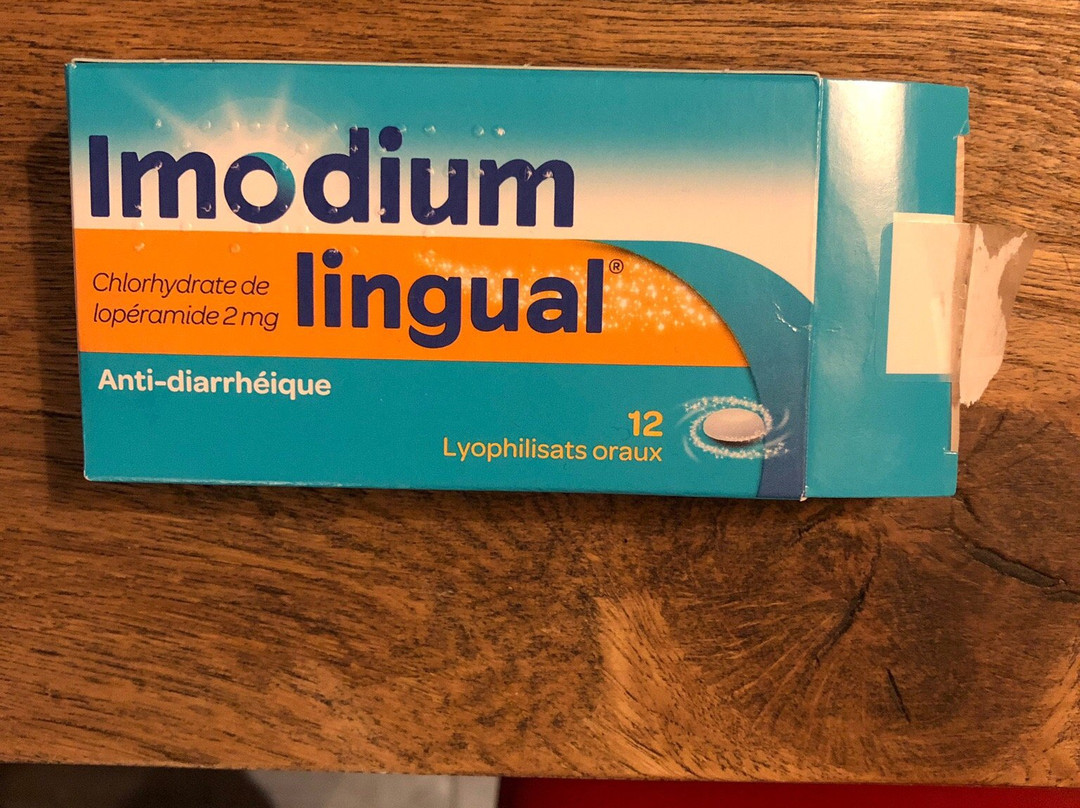 Imodium
lingual®
Chlorhydrate de
lopéramide 2 mg
Anti-diarrhéique
12
Lyophilisats oraux